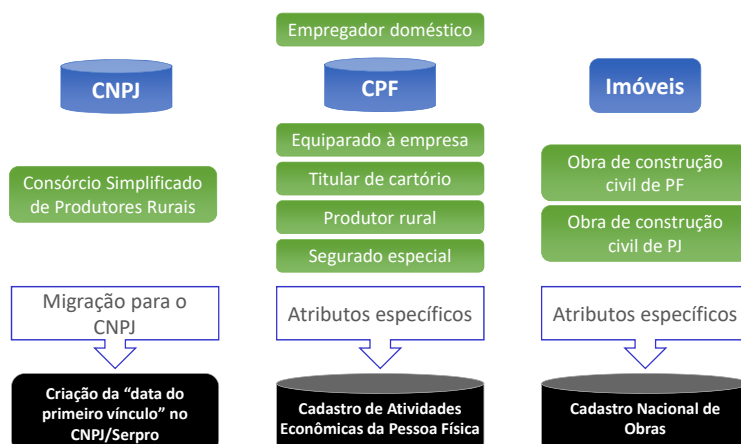 Empregador doméstico
CNPJ
CPF
Imóveis
Consórcio Simplificado
de Produtores Rurais
Equiparado à empresa
Titular de cartório
Produtor rural
Segurado especial
Obra de construção
civil de PF
Obra de construção
civil de PJ
Migração para o
CNPJ
Atributos específicos
Atributos específicos
Criação da “data do
primeiro vínculo” no
CNPJ/Serpro
Cadastro de Atividades
Econômicas da Pessoa Física
Cadastro Nacional de
Obras